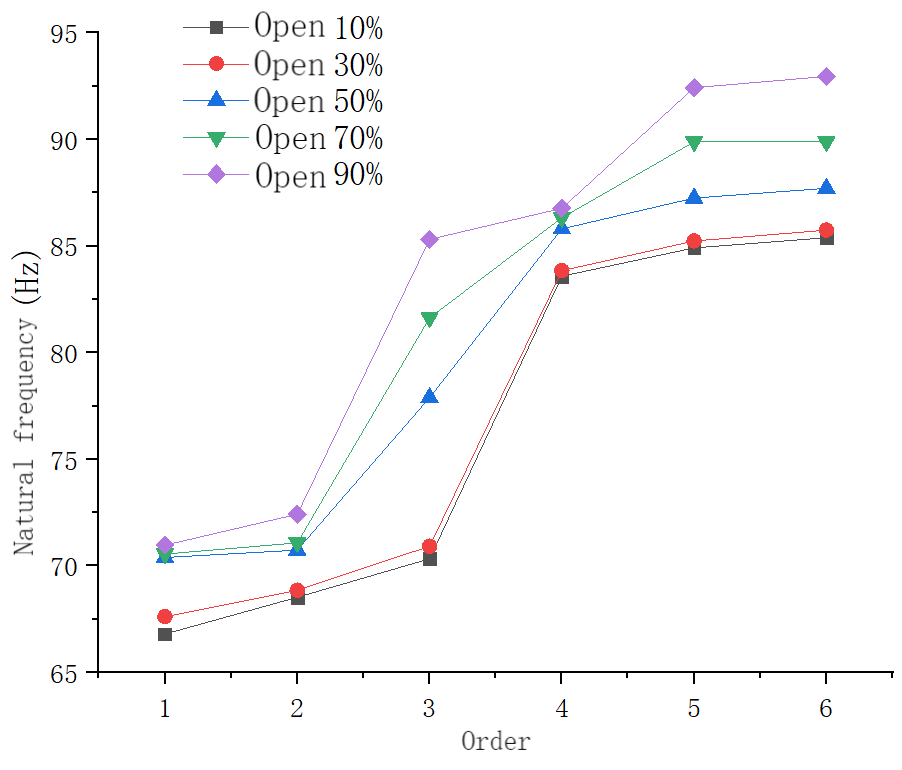 Open 10%
Open 30%
Open 50%
Open 70%
Open 90%
95
90
85
80
75
70
65
Natural frequency (Hz)
1 2 3 4 5 6
Order